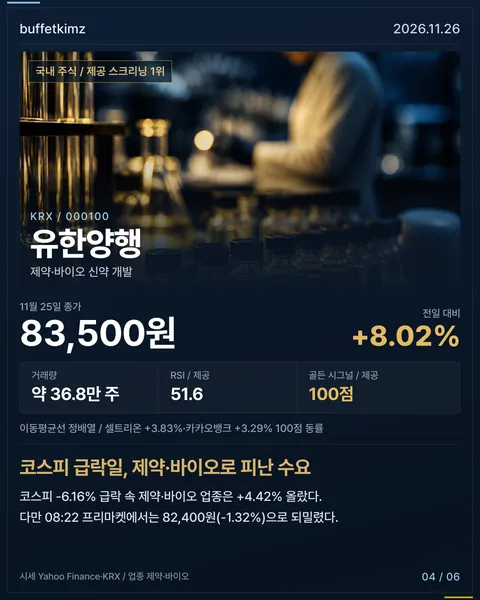 buffetkimz
2026.11.26
국내 주식 / 제공 스크리닝 1위
KRX / 000100
유한양행
제약·바이오 신약 개발
11월 25일 종가
83,500원
전일 대비
+8.02%
거래량
약 36.8만 주
RSI / 제공
51.6
골든 시그널 / 제공
100점
이동평균선 정배열 / 셀트리온 +3.83%·카카오뱅크 +3.29% 100점 동률
코스피 급락일, 제약·바이오로 피난 수요
코스피 -6.16% 급락 속 제약·바이오 업종은 +4.42% 올랐다.
다만 08:22 프리마켓에서는 82,400원(-1.32%)으로 되밀렸다.
시세 Yahoo Finance·KRX / 업종 제약·바이오
04 / 06